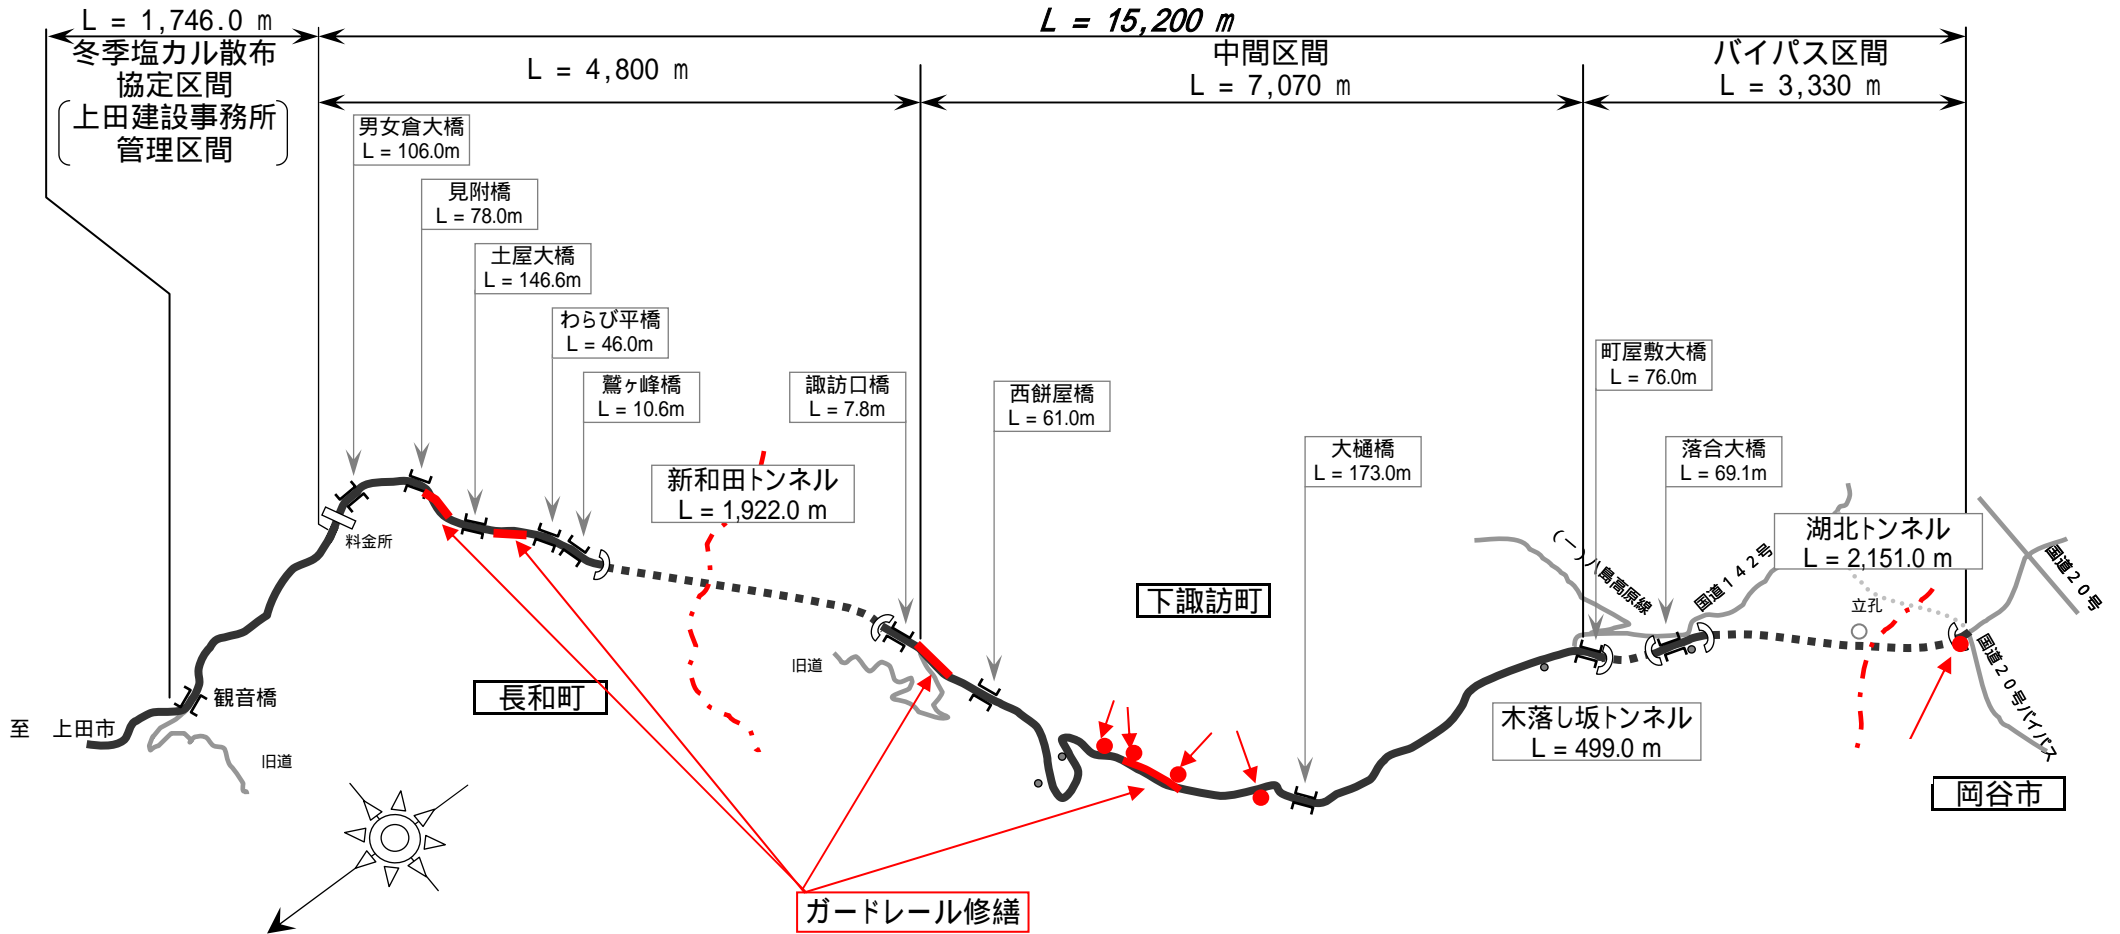 L = 1,746.0 m
L = 15,200 m
冬季塩カル散布
協定区間
上田建設事務所
管理区間
L = 4,800 m
中間区間
L = 7,070 m
バイパス区間
L = 3,330 m
男女倉大橋
L = 106.0m
見附橋
L = 78.0m
土屋大橋
L = 146.6m
わらび平橋
L = 46.0m
鷲ヶ峰橋
L = 10.6m
新和田トンネル
L = 1,922.0 m
諏訪口橋
L = 7.8m
西餅屋橋
L = 61.0m
大樋橋
L = 173.0m
町屋敷大橋
L = 76.0m
落合大橋
L = 69.1m
湖北トンネル
L = 2,151.0 m
料金所
(一)八島高原線
国道142号
国道20号
立孔
下諏訪町
旧道
国道20号バイパス
長和町
観音橋
至 上田市
旧道
木落し坂トンネル
L = 499.0 m
岡谷市
ガードレール修繕